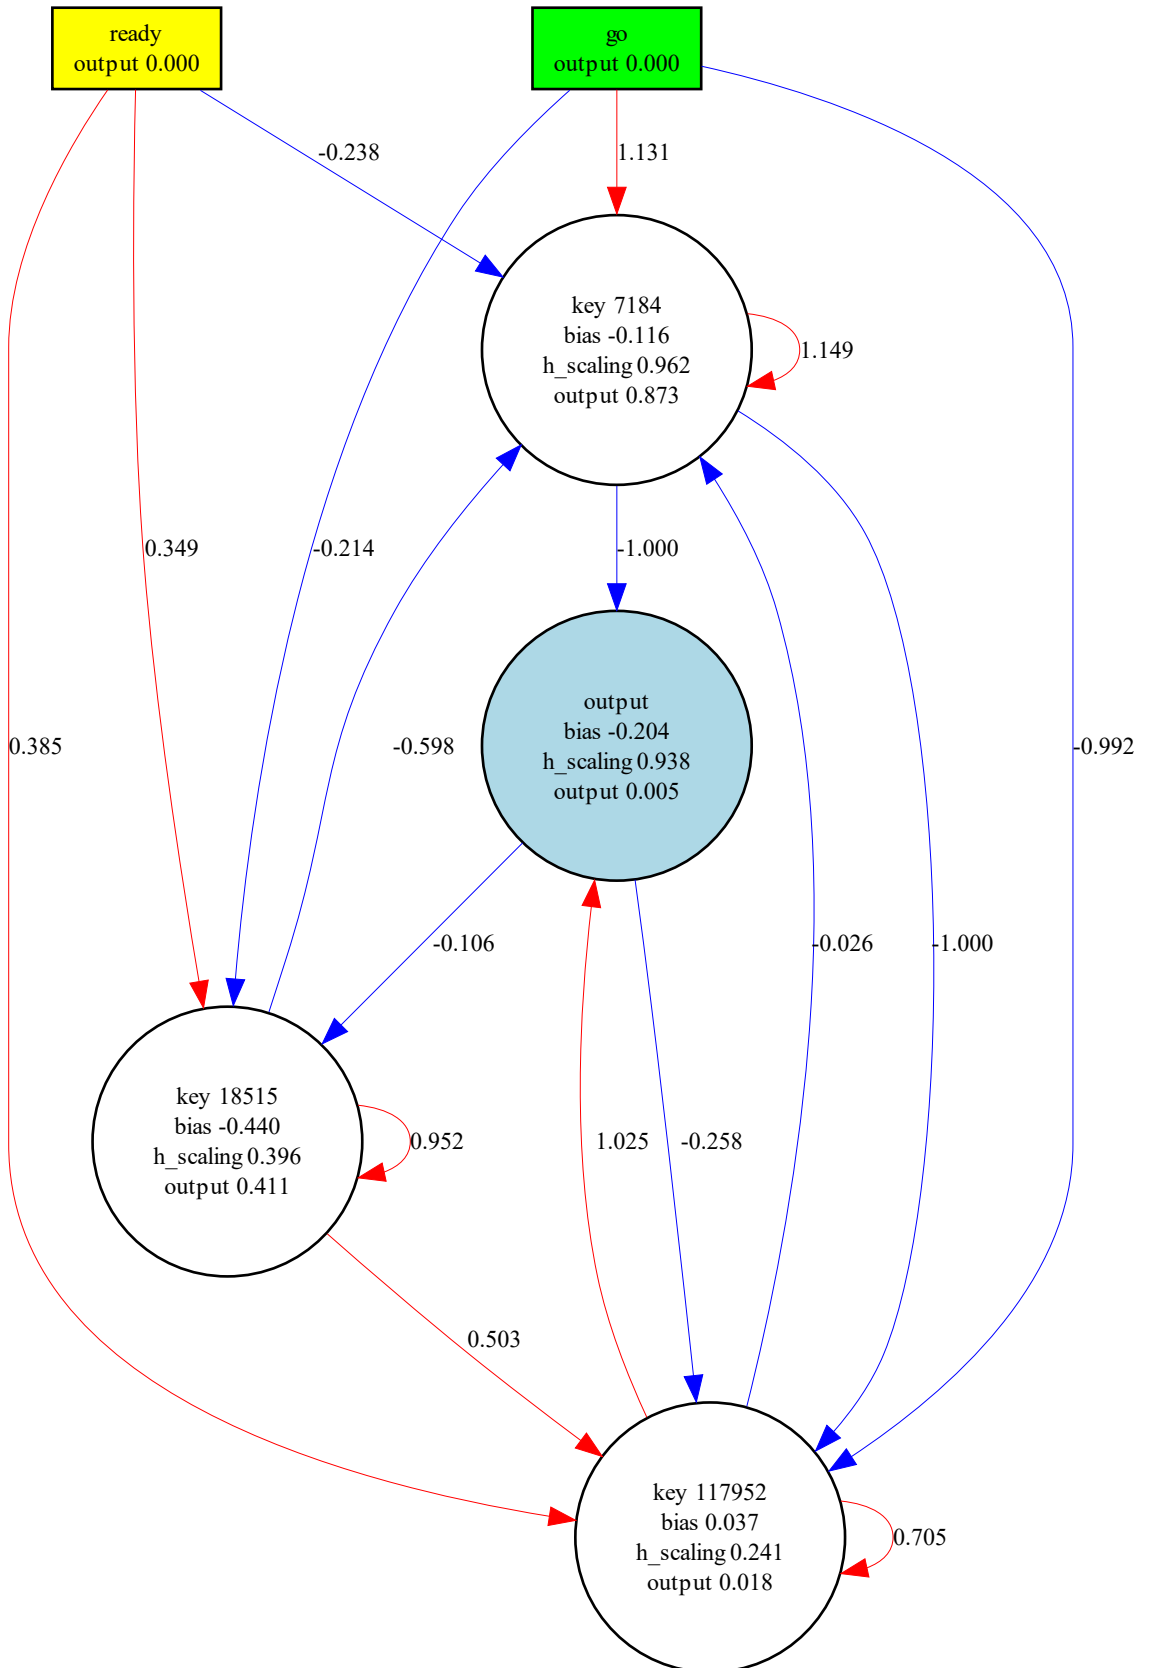 ready
output 0.000
go
output 0.000
-0.238
1.131
key 7184
bias -0.116
h_scaling 0.962
output 0.873
1.149
0.349
-0.214
-1.000
0.385
-0.598
output
bias -0.204
h_scaling 0.938
output 0.005
-0.992
-0.106
-0.026
-1.000
key 18515
bias -0.440
h_scaling 0.396
output 0.411
0.952
1.025
-0.258
0.503
key 117952
bias 0.037
h_scaling 0.241
output 0.018
0.705